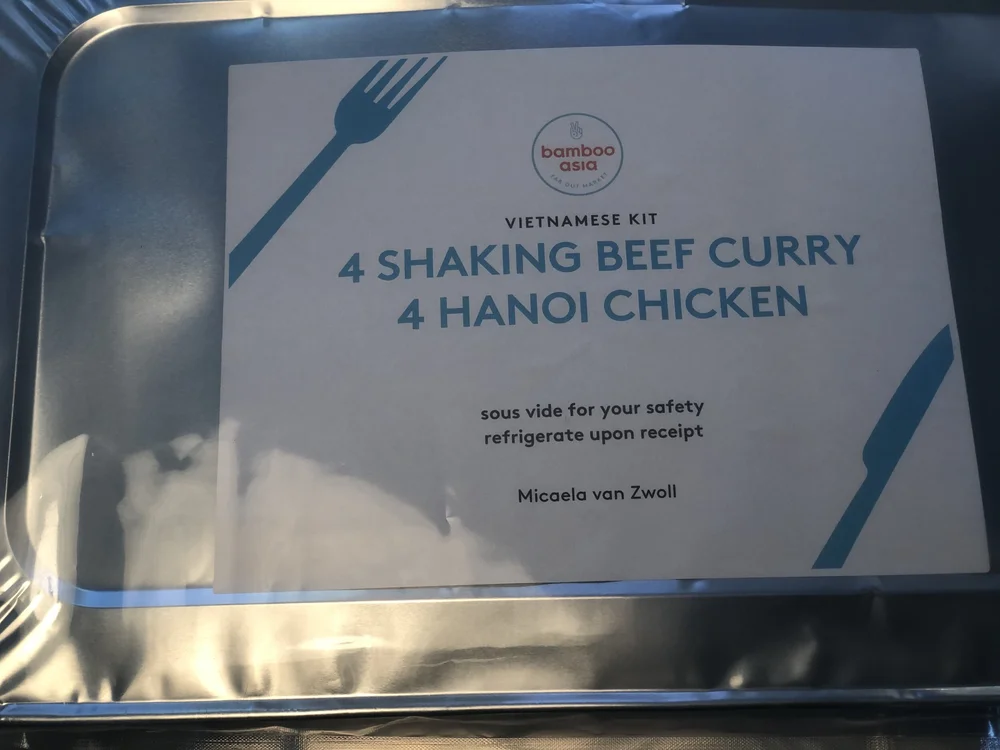 bamboo
asia
FAR OUT MARKET
VIETNAMESE KIT
4 SHAKING BEEF CURRY
4 HANOI CHICKEN
sous vide for your safety
refrigerate upon receipt
Micaela van Zwoll